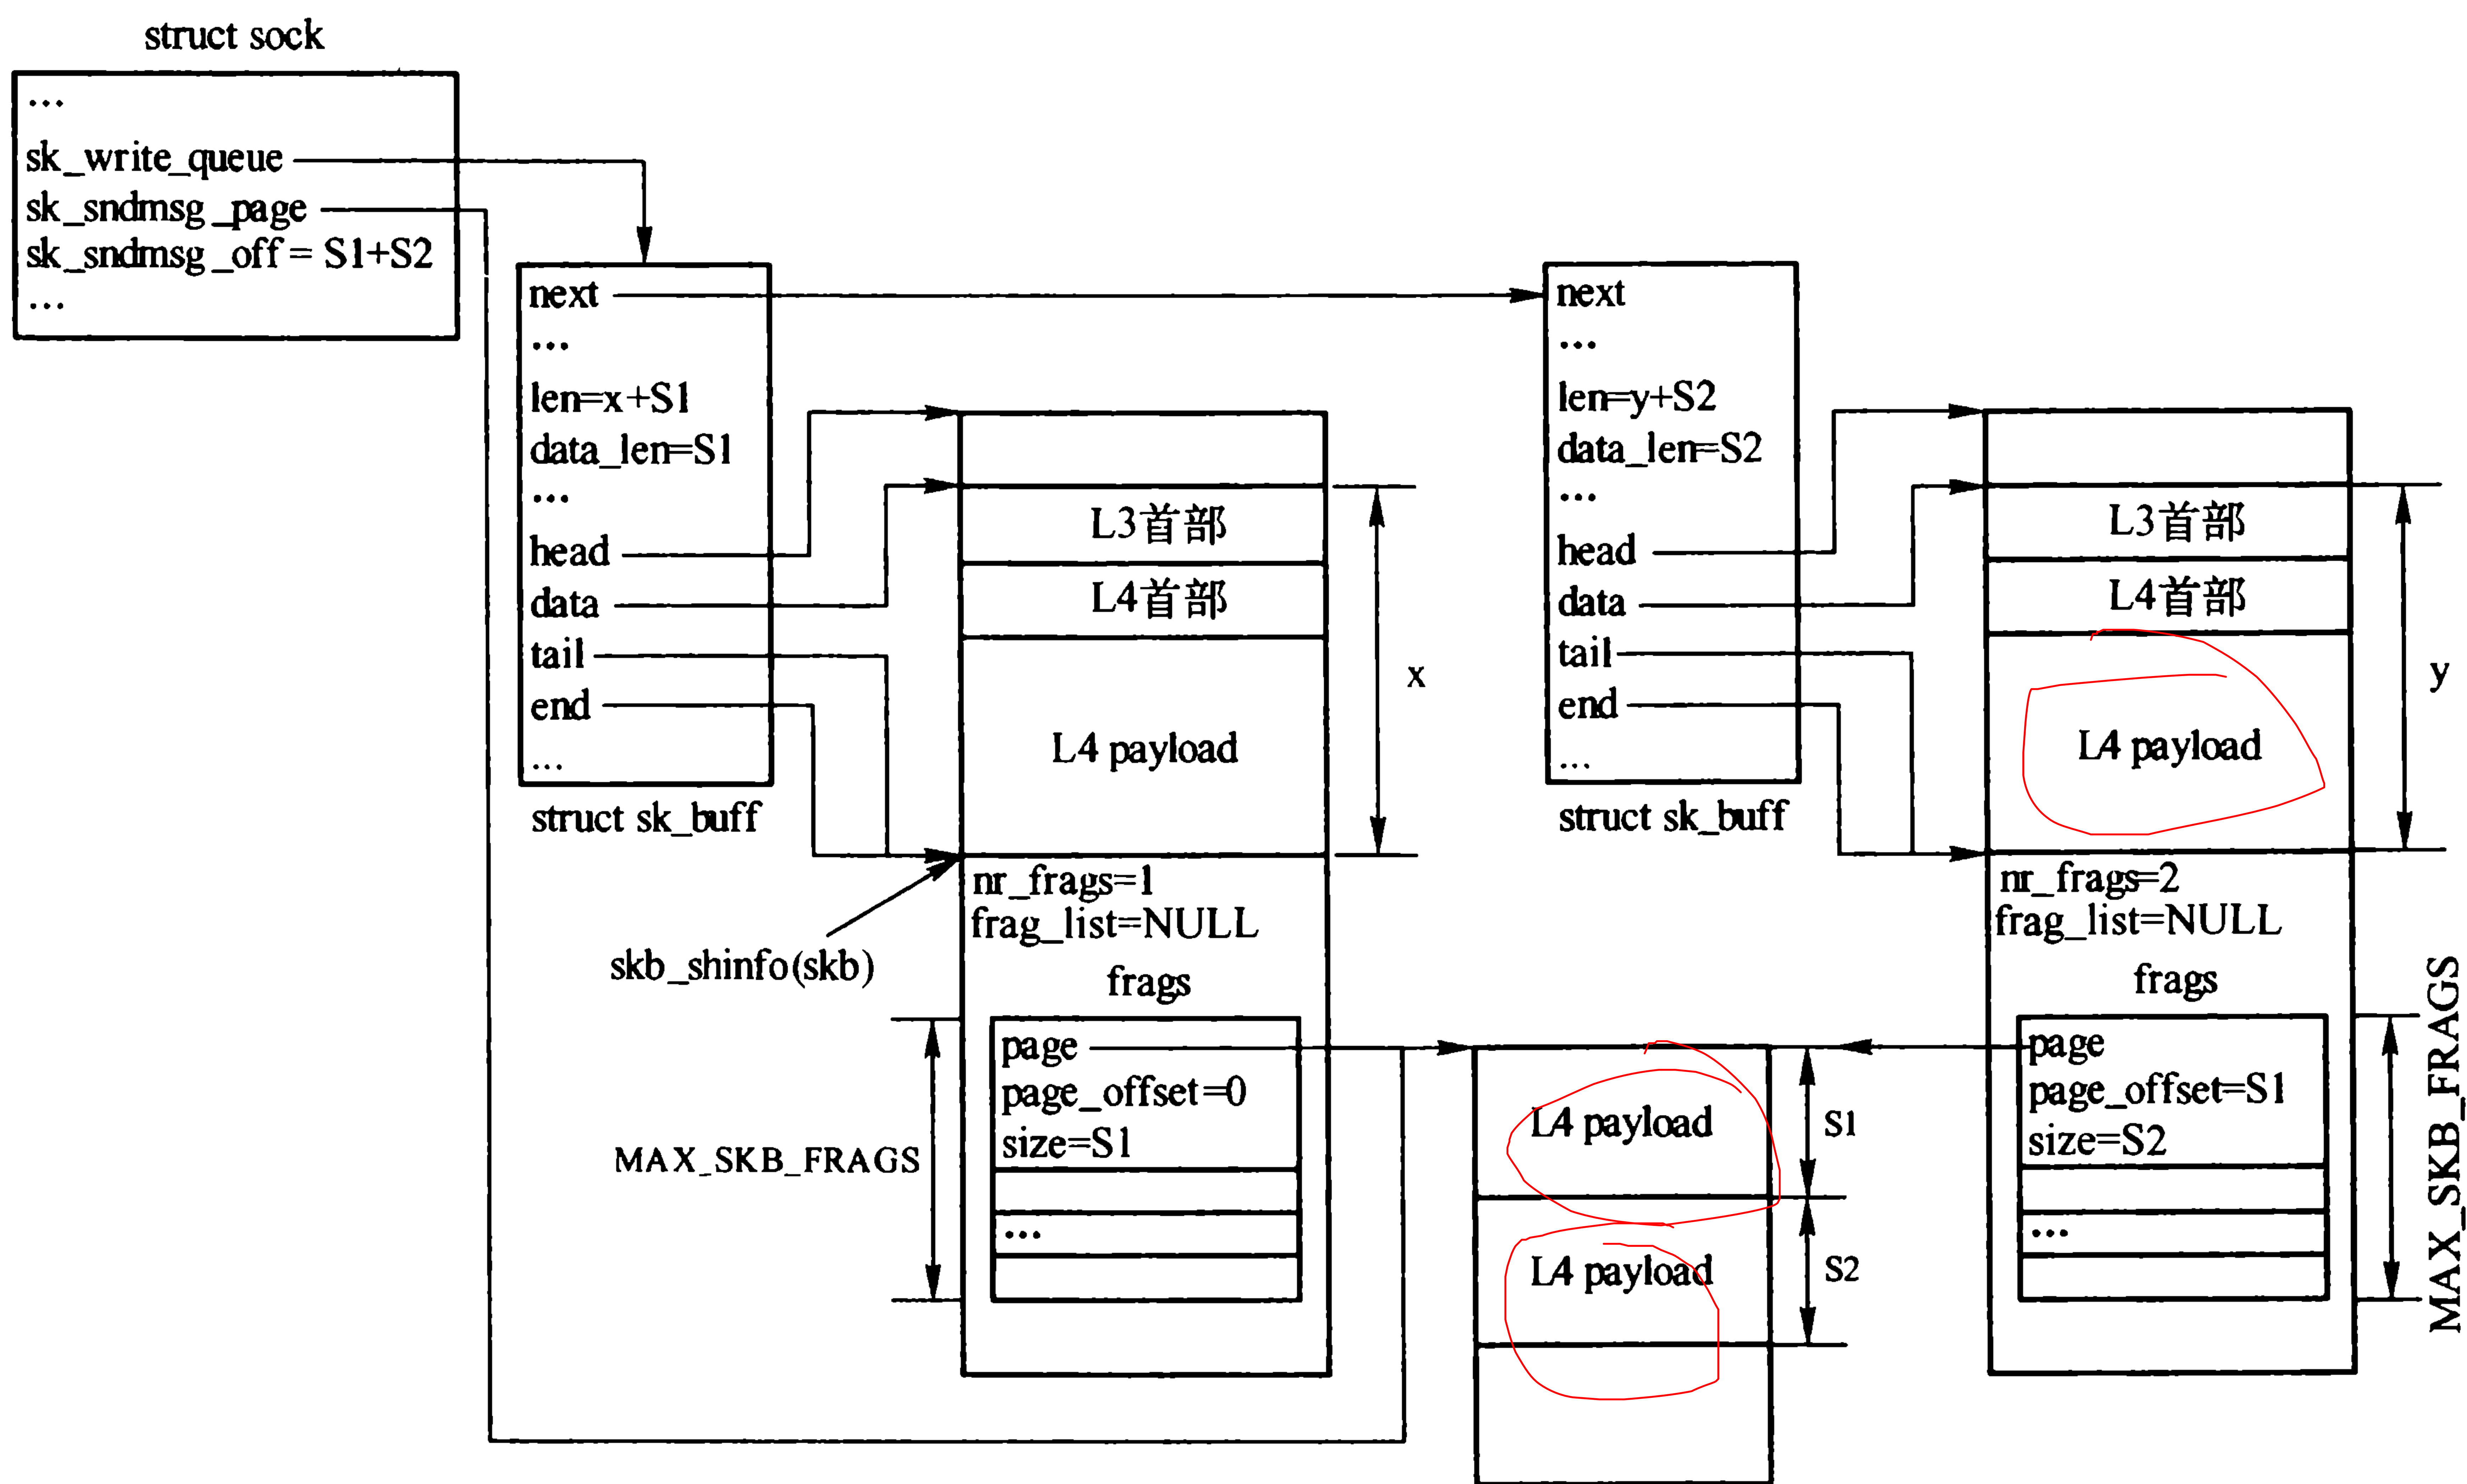 struct sock
...
sk_write_queue
sk_sndmsg_page
sk_sndmsg_off = S1+S2
...
next
...
len=x+S1
data_len=S1
...
head
data
tail
end
...
struct sk_buff
L3首部
L4首部
L4 payload
x
nr_frags=1
frag_list=NULL
skb_shinfo(skb)
frags
page
page_offset=0
size=S1
...
MAX_SKB_FRAGS
L4 payload
S1
L4 payload
S2
next
...
len=y+S2
data_len=S2
...
head
data
tail
end
...
struct sk_buff
L3首部
L4首部
L4 payload
y
nr_frags=2
frag_list=NULL
frags
page
page_offset=S1
size=S2
...
MAX_SKB_FRAGS